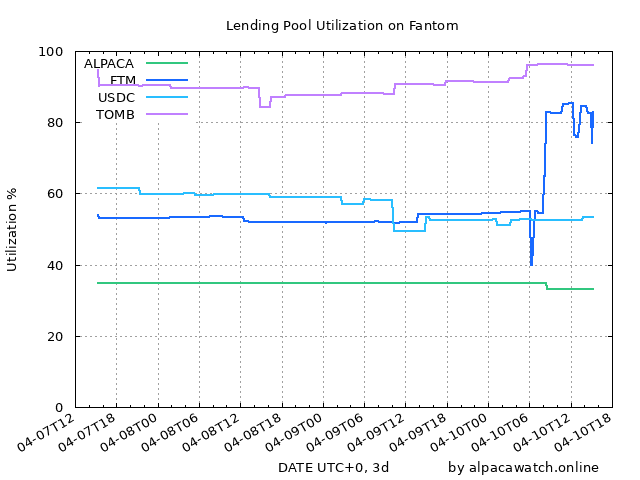 Lending Pool Utilization on Fantom
100
80
60
40
20
0
Utilization %
ALPACA
FTM
USDC
TOMB
04-07T12
04-07T18
04-08T00
04-08T06
04-08T12
04-08T18
04-09T00
04-09T06
04-09T12
04-09T18
04-10T00
04-10T06
04-10T12
04-10T18
DATE UTC+0, 3d
by alpacawatch.online